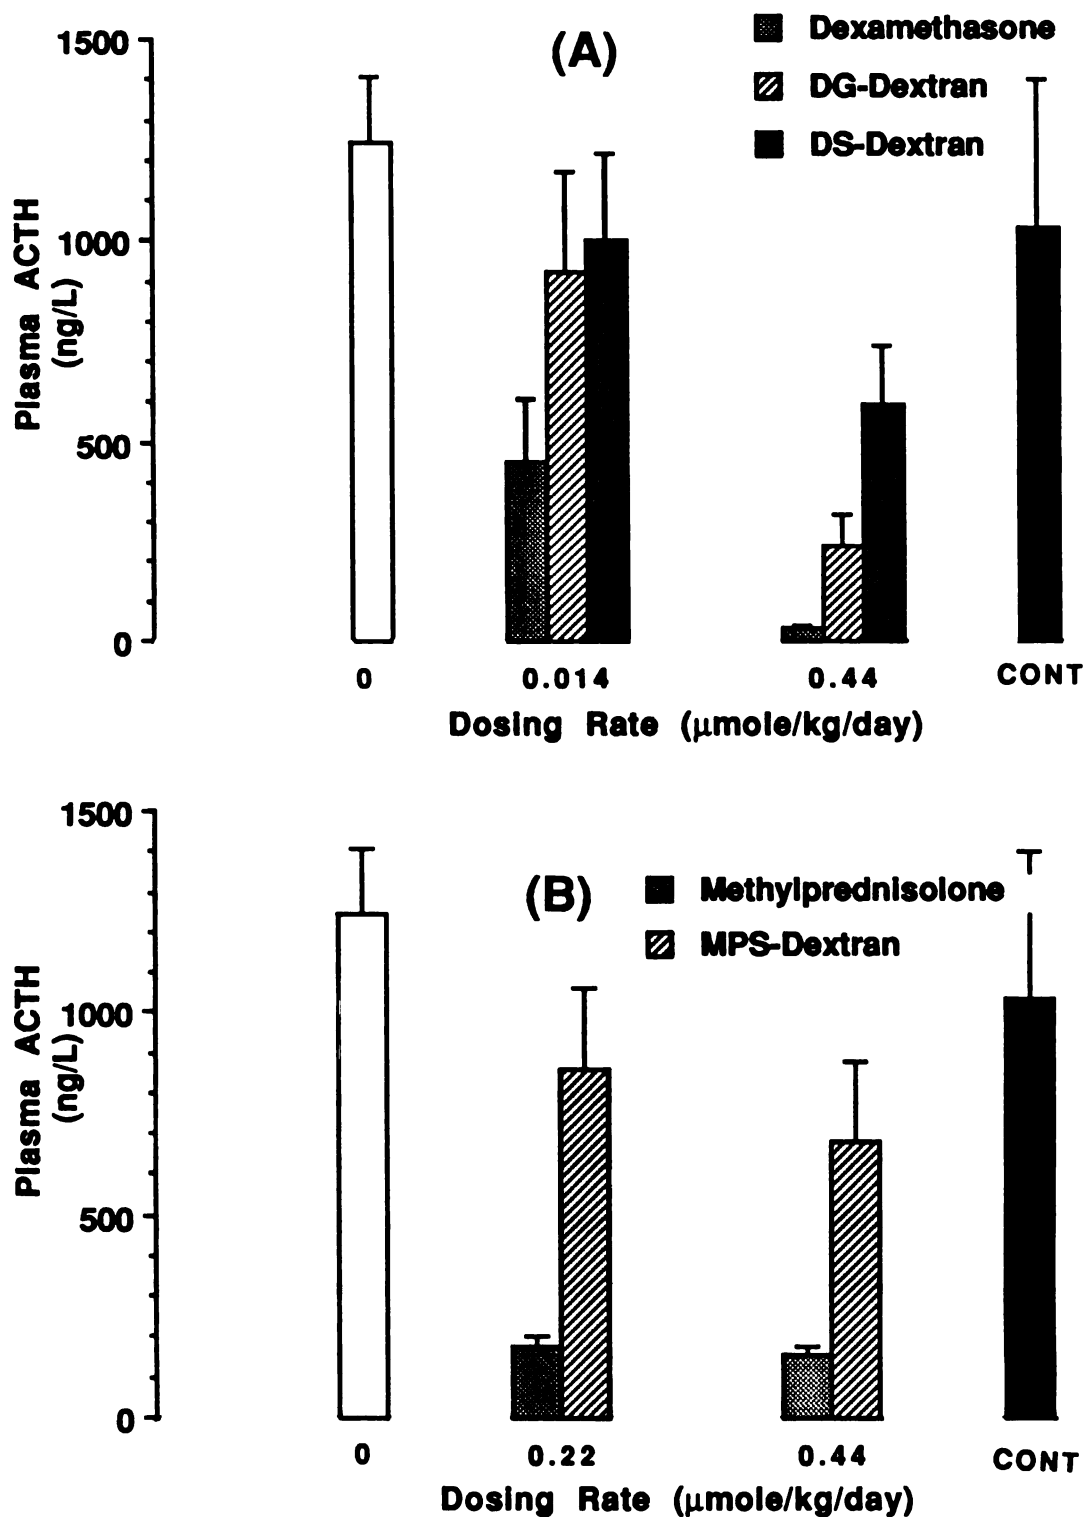 (A)
Dexamethasone
DG-Dextran
DS-Dextran
1500
1000
500
0
Plasma ACTH
(ng/L)
0
0.014
0.44
CONT
Dosing Rate (μmole/kg/day)
(B)
Methylprednisolone
MPS-Dextran
1500
1000
500
0
Plasma ACTH
(ng/L)
0
0.22
0.44
CONT
Dosing Rate (μmole/kg/day)